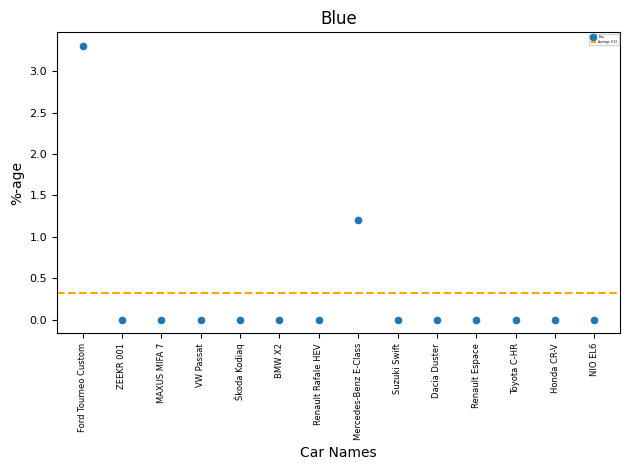 Blue
3.0
2.5
2.0
1.5
1.0
0.5
0.0
%-age
Ford Tourneo Custom
ZEEKR 001
MAXUS MIFA 7
VW Passat
Škoda Kodiaq
BMW X2
Renault Rafale HEV
Mercedes-Benz E-Class
Suzuki Swift
Dacia Duster
Renault Espace
Toyota C-HR
Honda CR-V
NIO EL6
Car Names